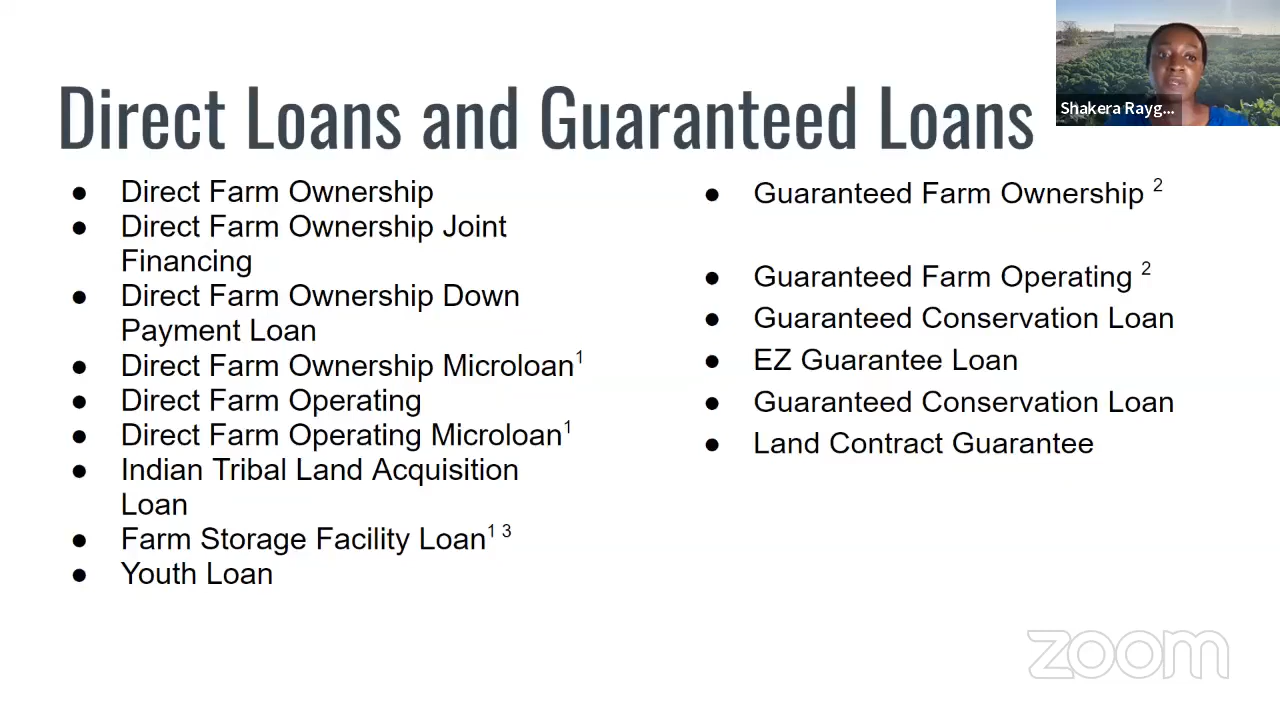 Direct Loans and Guaranteed Loans
Shakera Rayg...
● Direct Farm Ownership
● Direct Farm Ownership Joint
Financing
● Direct Farm Ownership Down
Payment Loan
● Direct Farm Ownership Microloan¹
● Direct Farm Operating
● Direct Farm Operating Microloan¹
● Indian Tribal Land Acquisition
Loan
● Farm Storage Facility Loan¹ ³
● Youth Loan
● Guaranteed Farm Ownership ²
● Guaranteed Farm Operating ²
● Guaranteed Conservation Loan
● EZ Guarantee Loan
● Guaranteed Conservation Loan
● Land Contract Guarantee
zoom